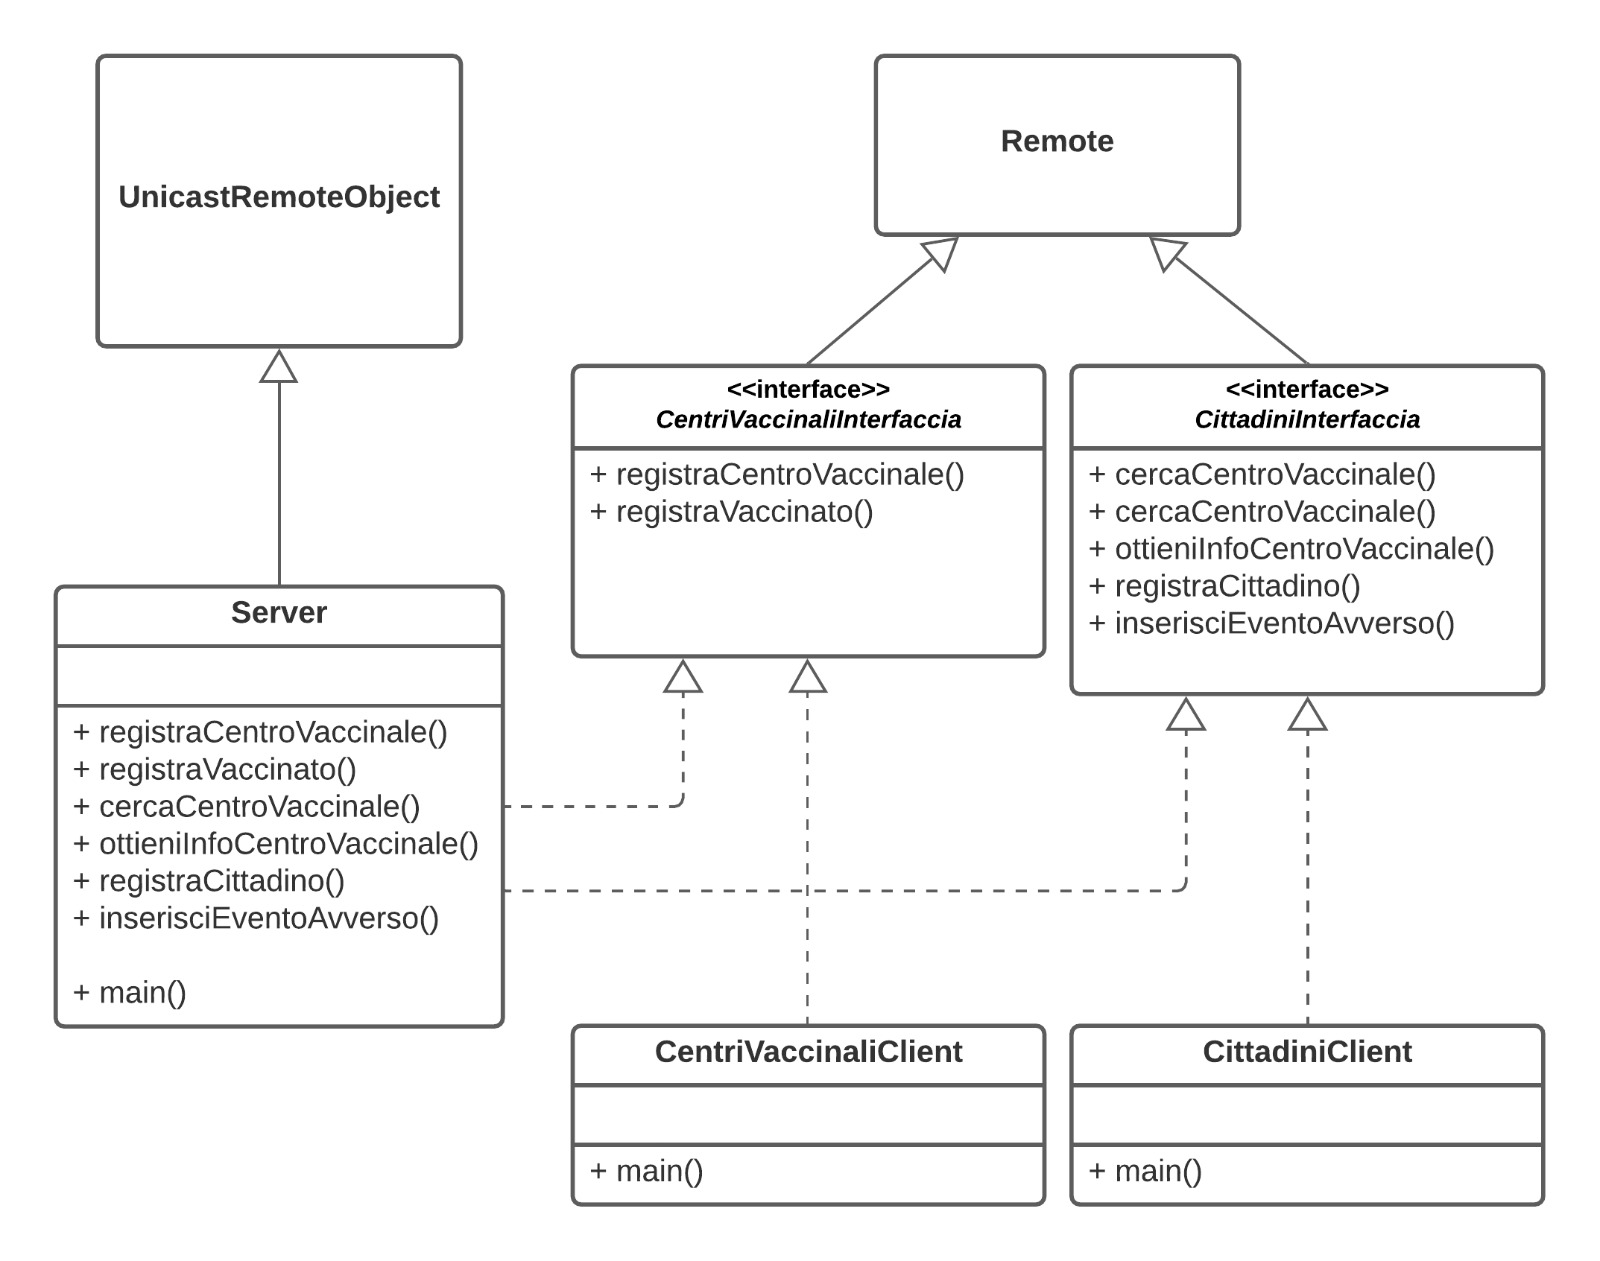 UnicastRemoteObject
Remote
<<interface>>
CentriVaccinaliInterfaccia
+ registraCentroVaccinale()
+ registraVaccinato()
<<interface>>
CittadiniInterfaccia
+ cercaCentroVaccinale()
+ cercaCentroVaccinale()
+ ottieniInfoCentroVaccinale()
+ registraCittadino()
+ inserisciEventoAvverso()
Server
+ registraCentroVaccinale()
+ registraVaccinato()
+ cercaCentroVaccinale()
+ ottieniInfoCentroVaccinale()
+ registraCittadino()
+ inserisciEventoAvverso()
+ main()
CentriVaccinaliClient
+ main()
CittadiniClient
+ main()